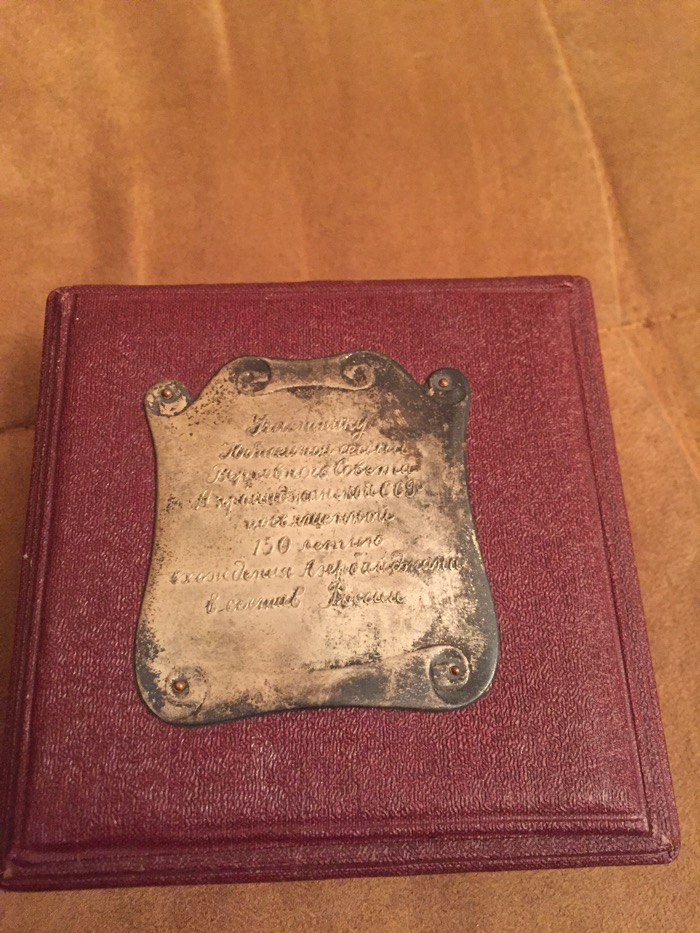 Участнику
Юбилейной сессии
Верховного Совета
Азербайджанской ССР
посвященной
150 летию
вхождения Азербайджана
в состав России